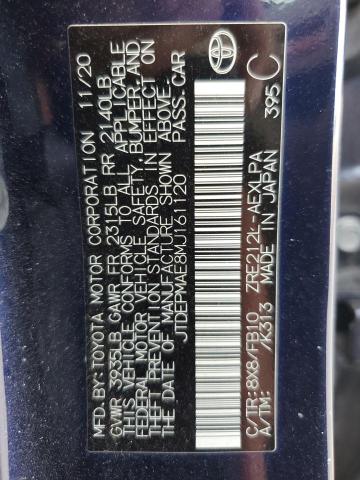 MFD. BY: TOYOTA MOTOR CORPORATION 11/20
GVWR 3935LB GAWR FR 2315LB RR 2140LB
THIS VEHICLE CONFORMS TO ALL APPLICABLE
FEDERAL MOTOR VEHICLE SAFETY, BUMPER, AND
THEFT PREVENTION STANDARDS IN EFFECT ON
THE DATE OF MANUFACTURE SHOWN ABOVE.
JTDEPMAE8MJ161120 PASS.CAR
C/TR: 8X8/FB10 ZRE212L-AEXLPA
A/TM: /K313 MADE IN JAPAN
395 C